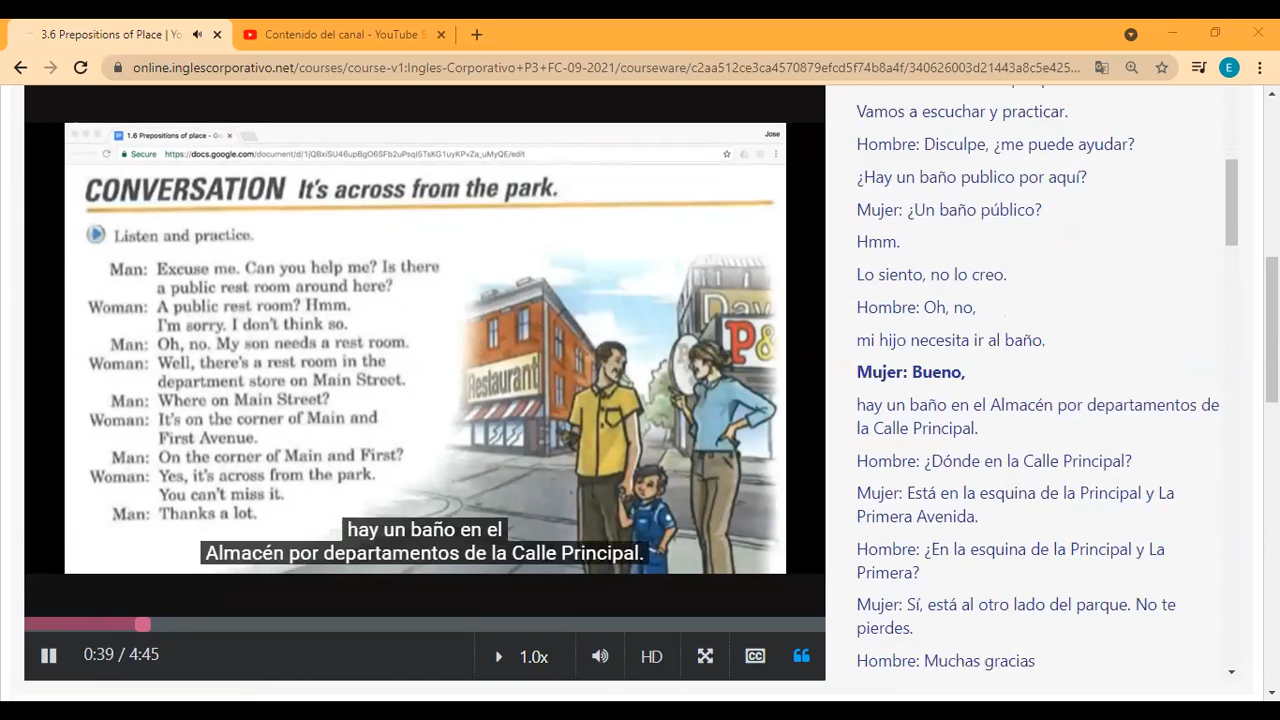 3.6 Prepositions of Place | Yo
Contenido del canal - YouTube S
online.inglescorporativo.net/courses/course-v1:Ingles-Corporativo+P3+FC-09-2021/courseware/c2aa512ce3ca4570879efcd5f74b8a4f/340626003d21443a8c5e425...
E
1.6 Prepositions of place - Go
Jose
Secure https://docs.google.com/document/d/1jQBxiSU46upBgO6SFb2uPsqI5TsKG1uyKPvZa_uMyQE/edit
CONVERSATION It's across from the park.
Listen and practice.
Man: Excuse me. Can you help me? Is there
a public rest room around here?
Woman: A public rest room? Hmm.
I'm sorry. I don't think so.
Man: Oh, no. My son needs a rest room.
Woman: Well, there's a rest room in the
department store on Main Street.
Man: Where on Main Street?
Woman: It's on the corner of Main and
First Avenue.
Man: On the corner of Main and First?
Woman: Yes, it's across from the park.
You can't miss it.
Man: Thanks a lot.
Restaurant
Dav
P&
hay un baño en el
Almacén por departamentos de la Calle Principal.
0:39 / 4:45
1.0x
HD
CC
Vamos a escuchar y practicar.
Hombre: Disculpe, ¿me puede ayudar?
¿Hay un baño publico por aquí?
Mujer: ¿Un baño público?
Hmm.
Lo siento, no lo creo.
Hombre: Oh, no,
mi hijo necesita ir al baño.
Mujer: Bueno,
hay un baño en el Almacén por departamentos de
la Calle Principal.
Hombre: ¿Dónde en la Calle Principal?
Mujer: Está en la esquina de la Principal y La
Primera Avenida.
Hombre: ¿En la esquina de la Principal y La
Primera?
Mujer: Sí, está al otro lado del parque. No te
pierdes.
Hombre: Muchas gracias